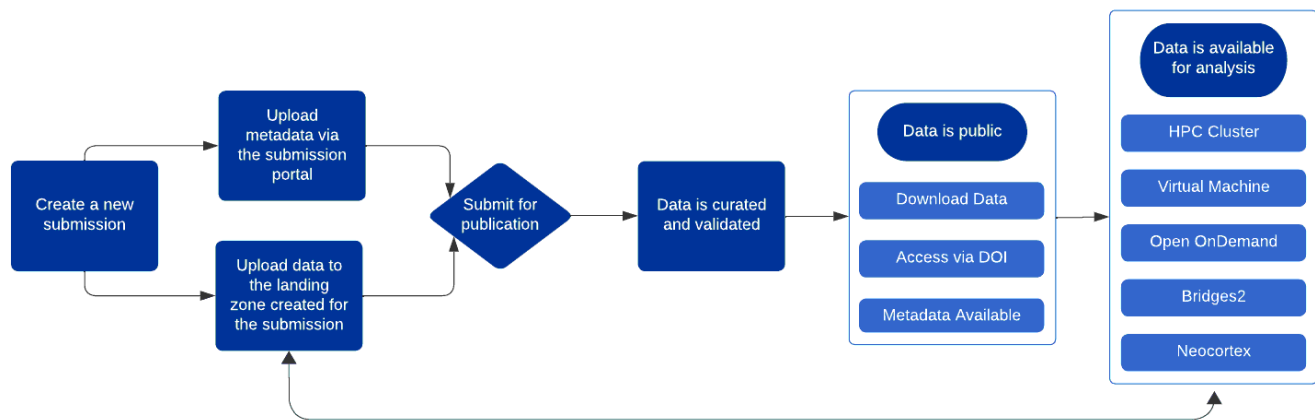 Create a new
submission
Upload
metadata via
the submission
portal
Upload data to
the landing
zone created for
the submission
Submit for
publication
Data is curated
and validated
Data is public
Download Data
Access via DOI
Metadata Available
Data is available
for analysis
HPC Cluster
Virtual Machine
Open OnDemand
Bridges2
Neocortex